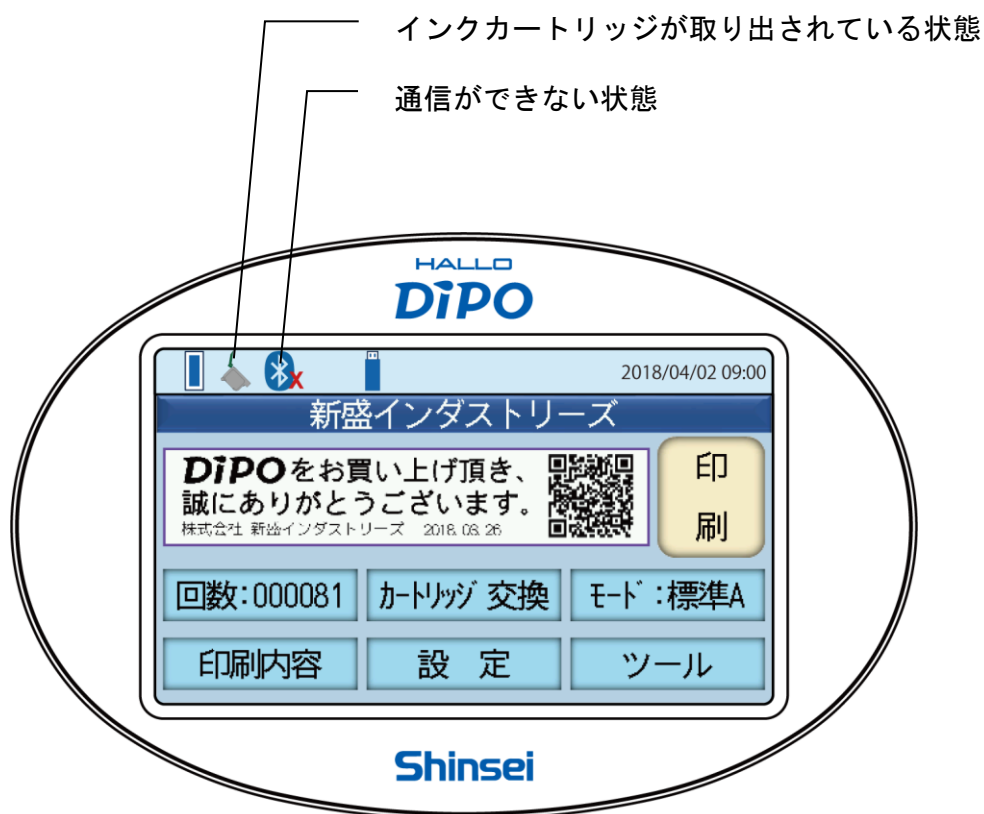 インクカートリッジが取り出されている状態
通信ができない状態
HALLO
DiPO
X
2018/04/02 09:00
新盛インダストリーズ
DiPOをお買い上げ頂き、
誠にありがとうございます。
株式会社 新盛インダストリーズ 2018.03.26
印刷
回数:000081
カートリッジ 交換
モード:標準A
印刷内容
設 定
ツール
Shinsei